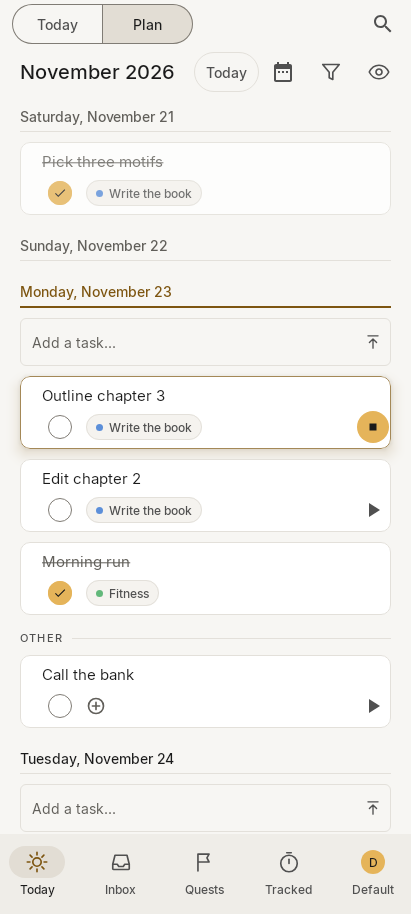 Today Plan
November 2026 Today
Saturday, November 21
Pick three motifs
Write the book
Sunday, November 22
Monday, November 23
Add a task...
Outline chapter 3
Write the book
Edit chapter 2
Write the book
Morning run
Fitness
OTHER
Call the bank
Tuesday, November 24
Add a task...
D
Today Inbox Quests Tracked Default